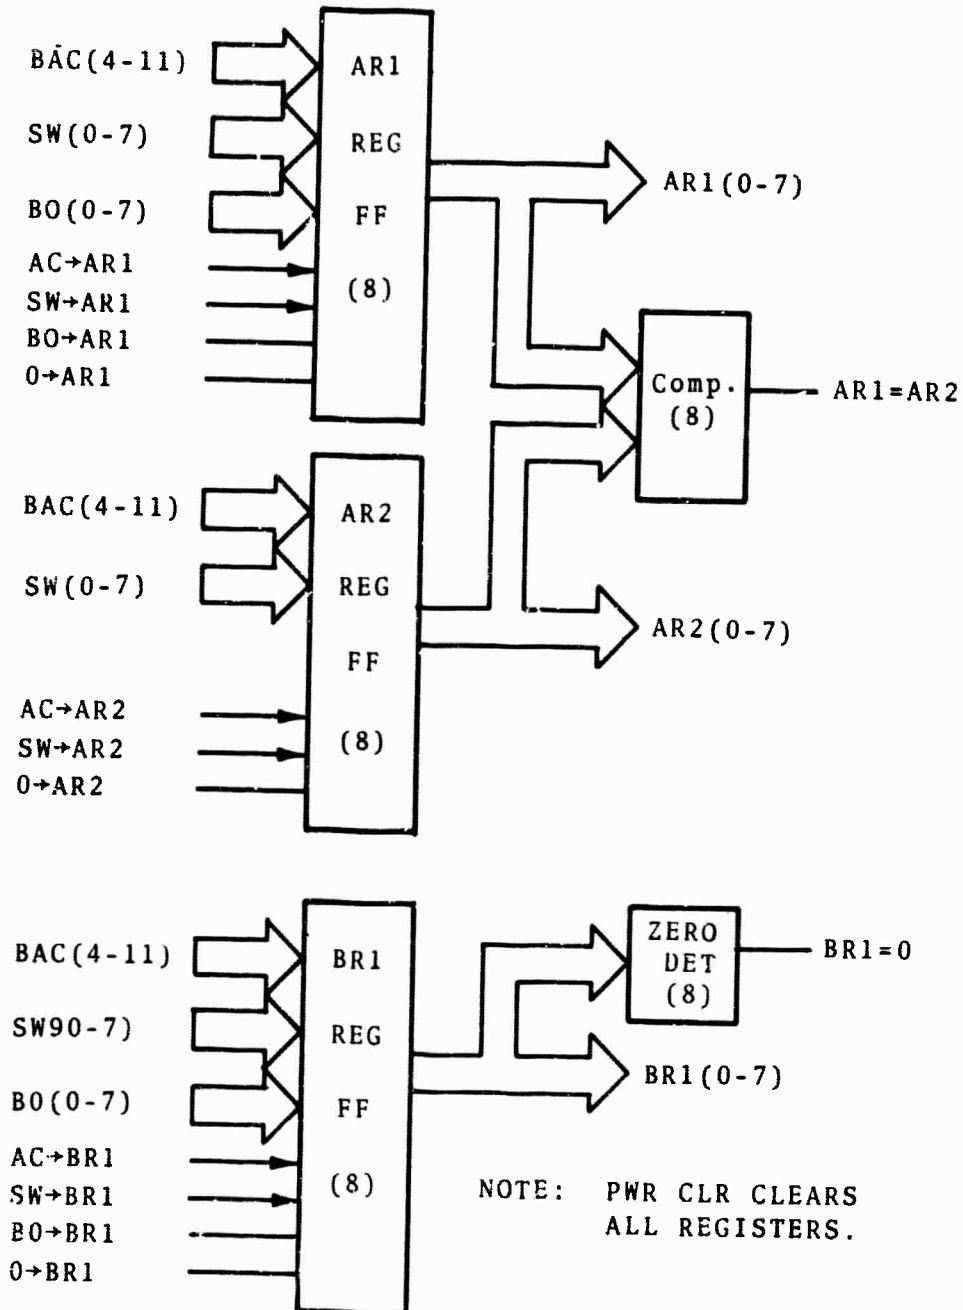 BAC(4-11)
SW(0-7)
BO(0-7)
AC→AR1
SW→AR1
BO→AR1
0→AR1
AR1
REG
FF
(8)
AR1(0-7)
Comp.
(8)
AR1=AR2
BAC(4-11)
SW(0-7)
AC→AR2
SW→AR2
0→AR2
AR2
REG
FF
(8)
AR2(0-7)
BAC(4-11)
SW90-7)
BO(0-7)
AC→BR1
SW→BR1
BO→BR1
0→BR1
BR1
REG
FF
(8)
ZERO
DET
(8)
BR1=0
BR1(0-7)
NOTE: PWR CLR CLEARS
ALL REGISTERS.